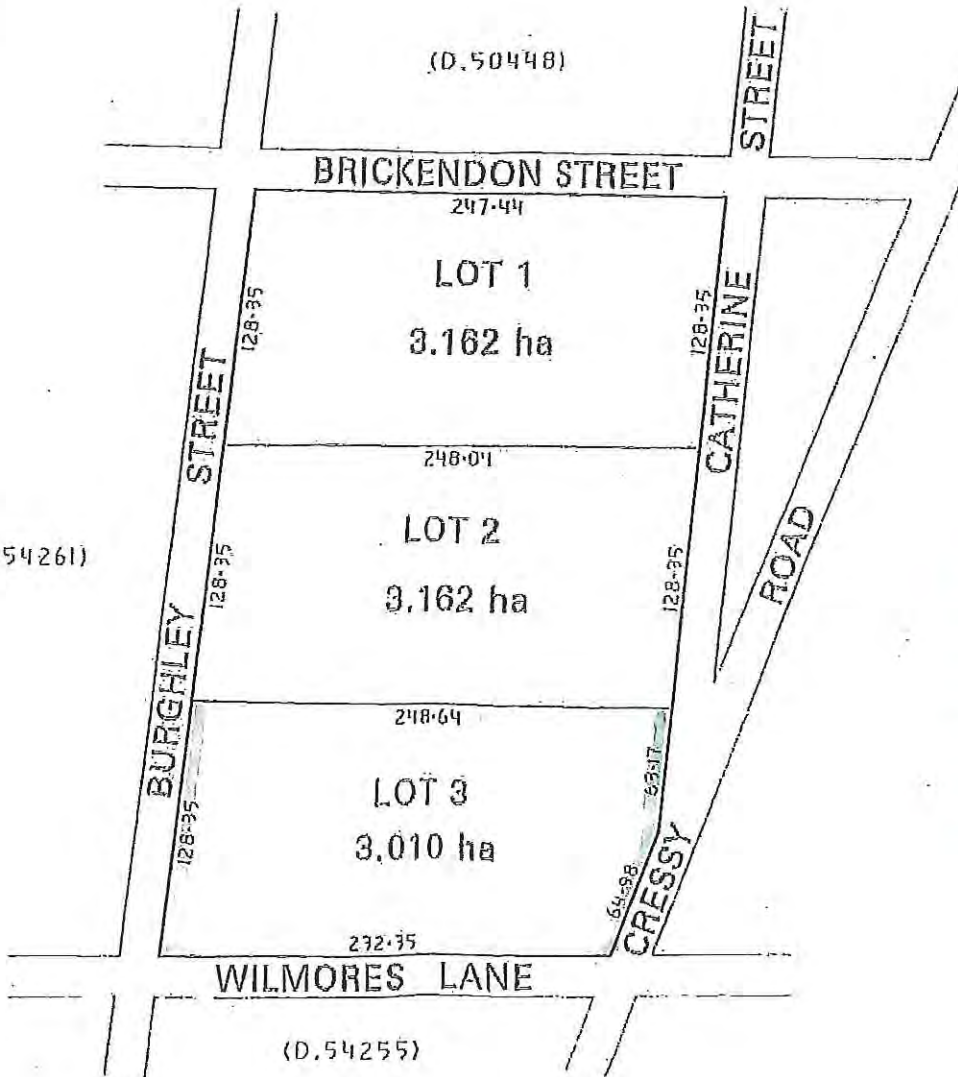 (D.50448)
STREET
BRICKENDON STREET
247·44
LOT 1
3.162 ha
128·35
128·35
CATHERINE
STREET
248·04
LOT 2
3.162 ha
54261)
128·35
128·35
ROAD
BURGHLEY
248·64
LOT 3
3.010 ha
63·17
128·35
64·98
CRESSY
232·35
WILMORES LANE
(D.54255)